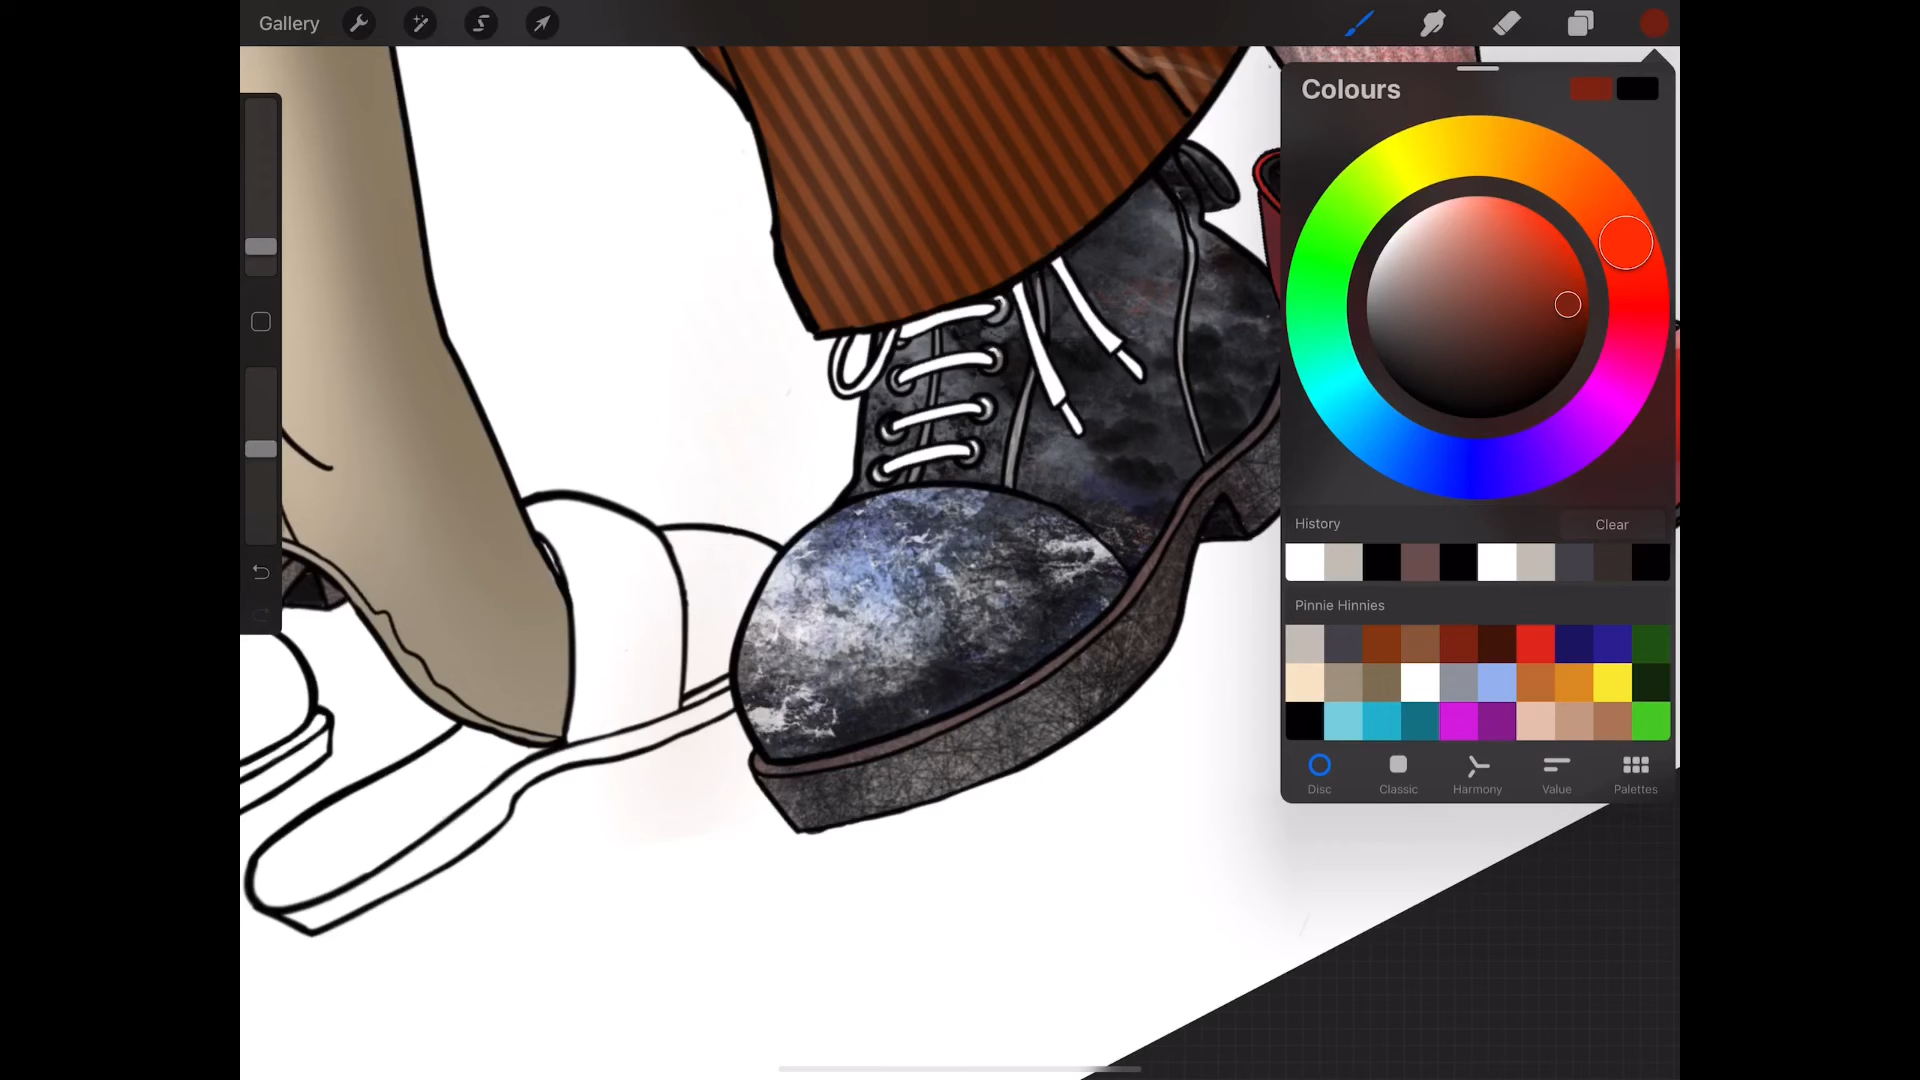 Gallery
Colours
History Clear
Pinnie Hinnies
Disc Classic Harmony Value Palettes